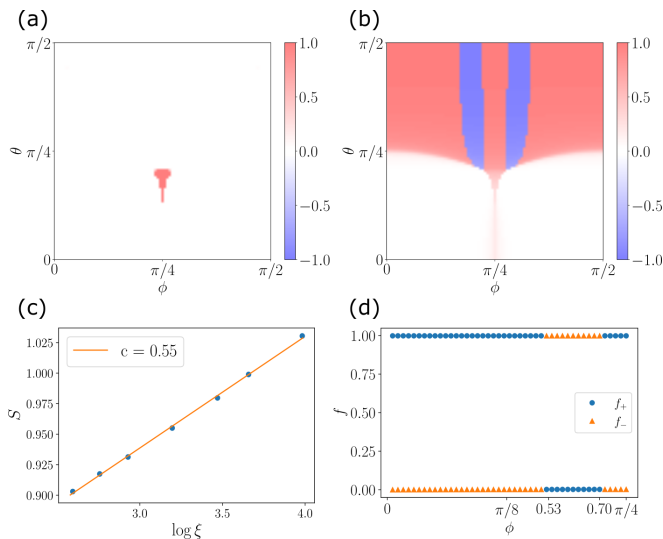 (a)
π/2
π/4
0
θ
0
π/4
π/2
ϕ
1.0
0.5
0.0
−0.5
−1.0
(b)
π/2
π/4
0
θ
0
π/4
π/2
ϕ
1.0
0.5
0.0
−0.5
−1.0
(c)
1.025
1.000
0.975
0.950
0.925
0.900
S
c = 0.55
3.0
3.5
4.0
log ξ
(d)
1.00
0.75
0.50
0.25
0.00
f
f₊
f₋
0
π/8
0.53
0.70
π/4
ϕ